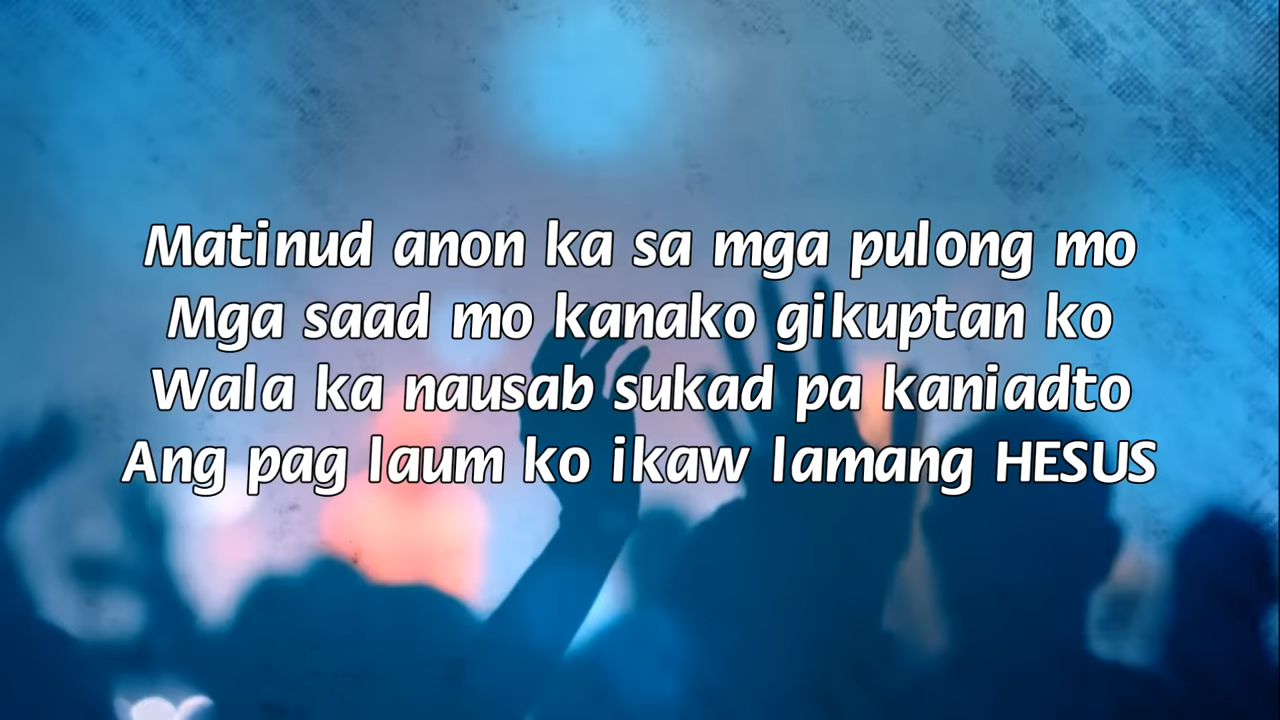 Matinud anon ka sa mga pulong mo
Mga saad mo kanako gikuptan ko
Wala ka nausab sukad pa kaniadto
Ang pag laum ko ikaw lamang HESUS